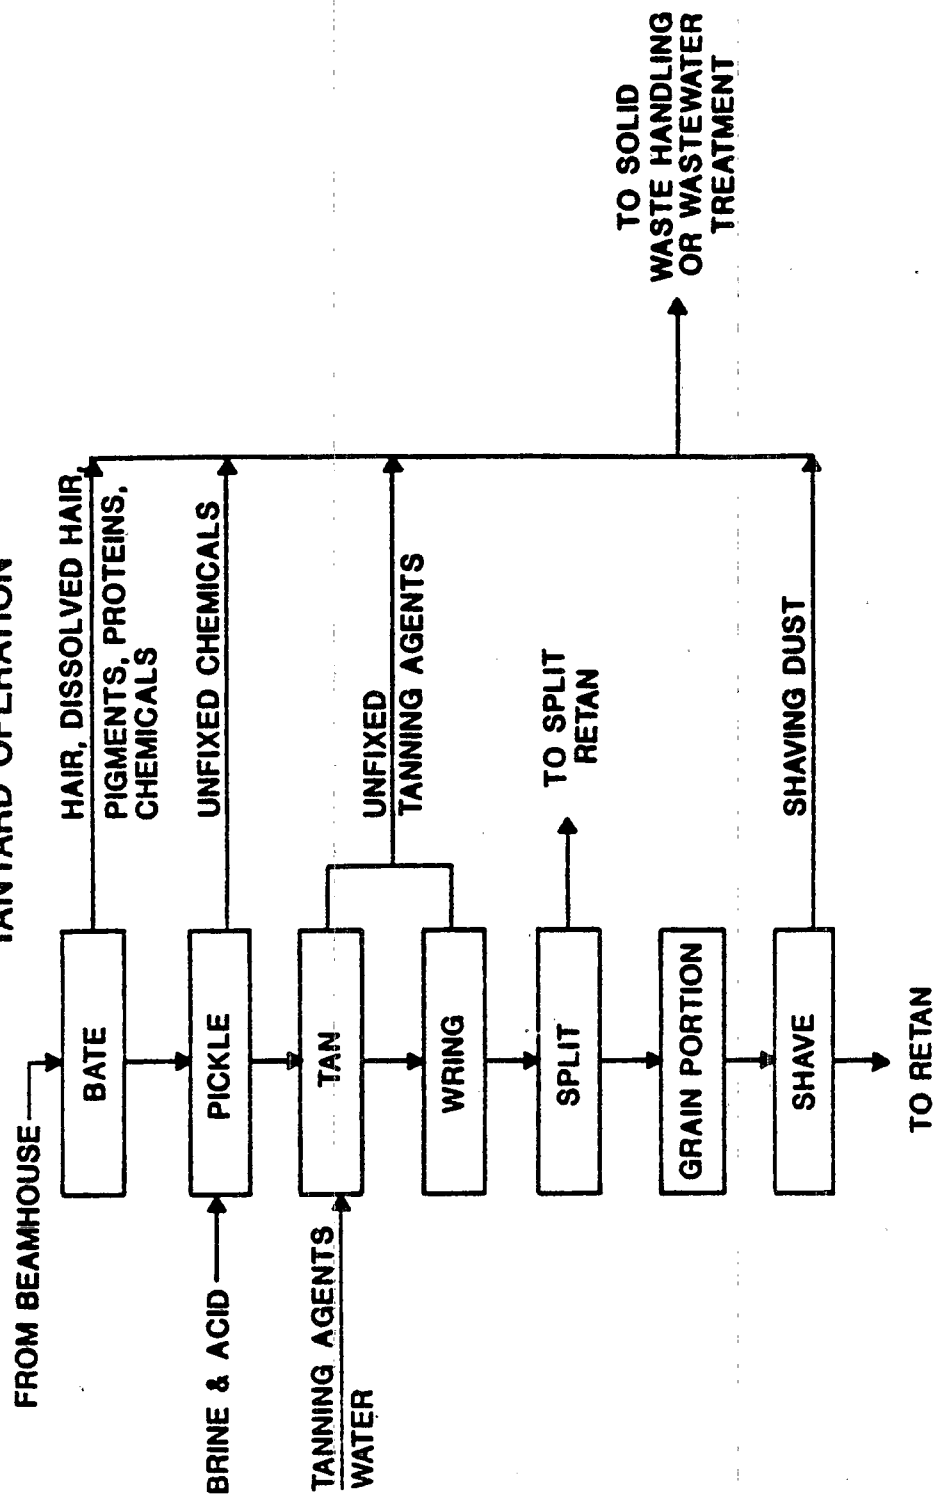 TANYARD OPERATION
FROM BEAMHOUSE
BATE
HAIR, DISSOLVED HAIR,
PIGMENTS, PROTEINS,
CHEMICALS
BRINE & ACID
PICKLE
UNFIXED CHEMICALS
TANNING AGENTS
WATER
TAN
UNFIXED
TANNING AGENTS
WRING
SPLIT
TO SPLIT
RETAN
GRAIN PORTION
SHAVE
SHAVING DUST
TO RETAN
TO SOLID
WASTE HANDLING
OR WASTEWATER
TREATMENT